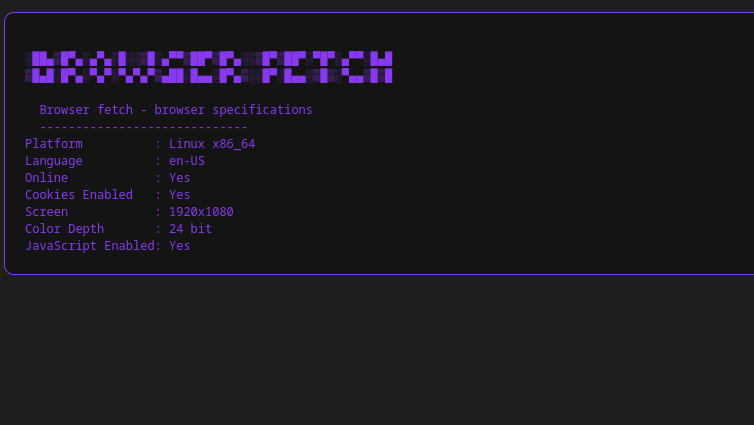 BROWSER FETCH
Browser fetch - browser specifications
-----------------------------
Platform          : Linux x86_64
Language          : en-US
Online            : Yes
Cookies Enabled   : Yes
Screen            : 1920x1080
Color Depth       : 24 bit
JavaScript Enabled: Yes